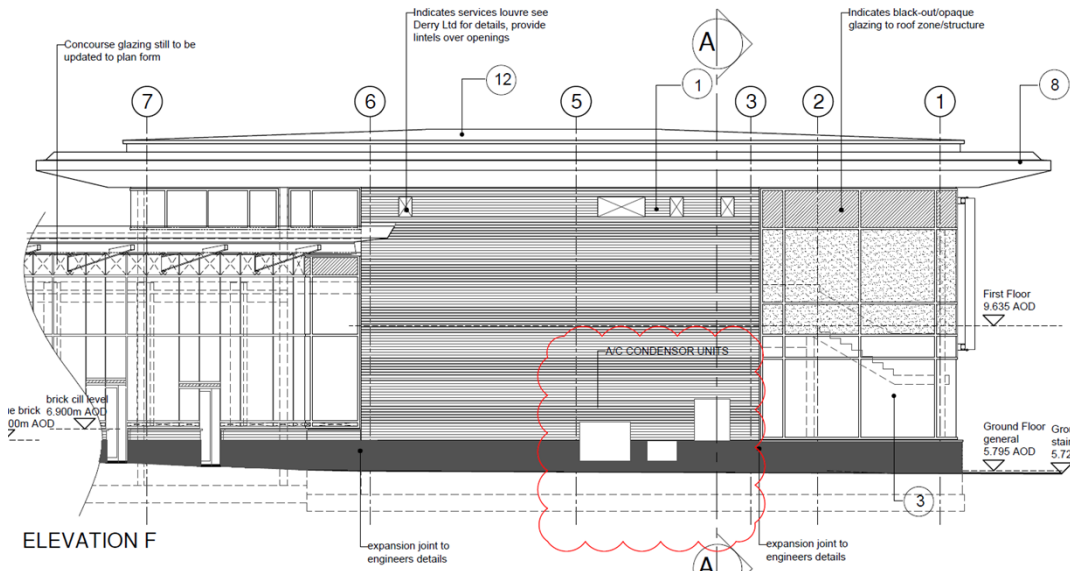 Indicates services louvre see
Derry Ltd for details, provide
lintels over openings
Indicates black-out/opaque
glazing to roof zone/structure
Concourse glazing still to be
updated to plan form
A
12
1
8
7
6
5
3
2
1
First Floor
9.635 AOD
A/C CONDENSOR UNITS
brick cill level
6.900m AOD
brick
00m AOD
Ground Floor
general
5.795 AOD
3
ELEVATION F
expansion joint to
engineers details
expansion joint to
engineers details
A